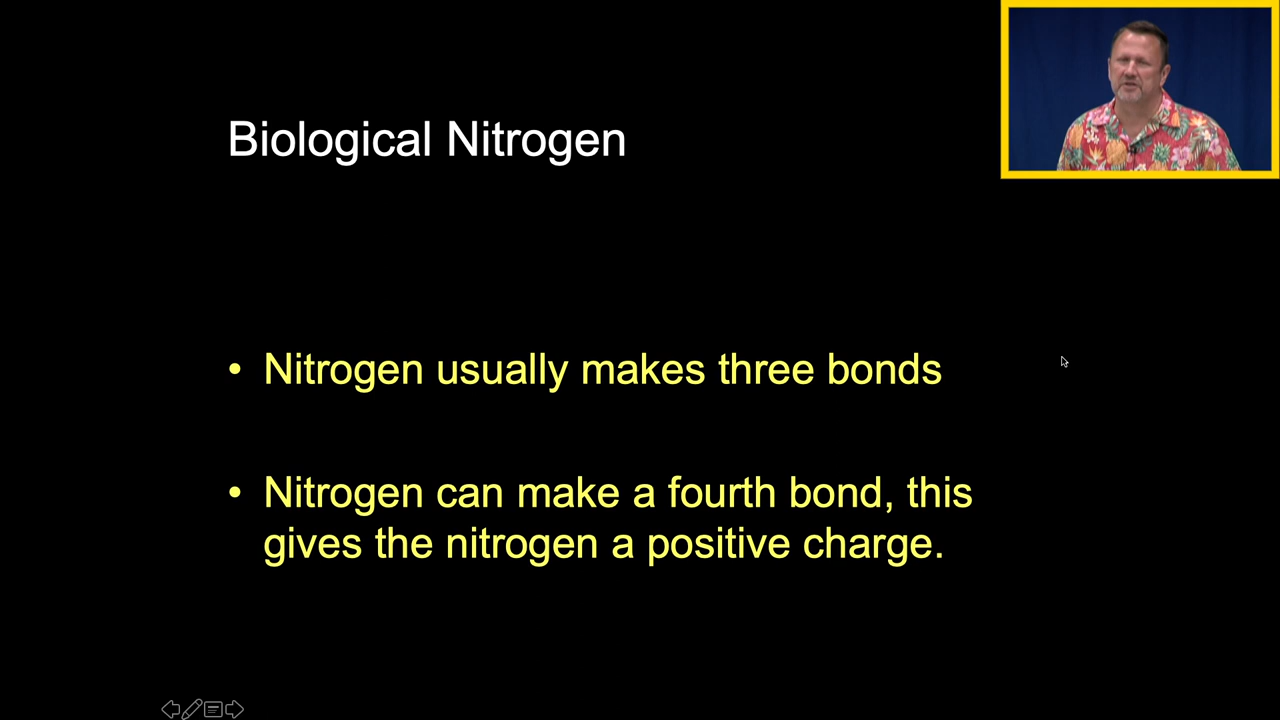 Biological Nitrogen
• Nitrogen usually makes three bonds
• Nitrogen can make a fourth bond, this
gives the nitrogen a positive charge.